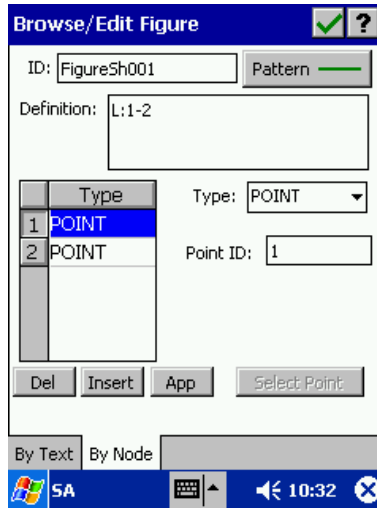 Browse/Edit Figure ?
ID: FigureSh001 Pattern
Definition: L:1-2
Type Type: POINT
1 POINT
2 POINT Point ID: 1
Del Insert App Select Point
By Text By Node
SA 10:32